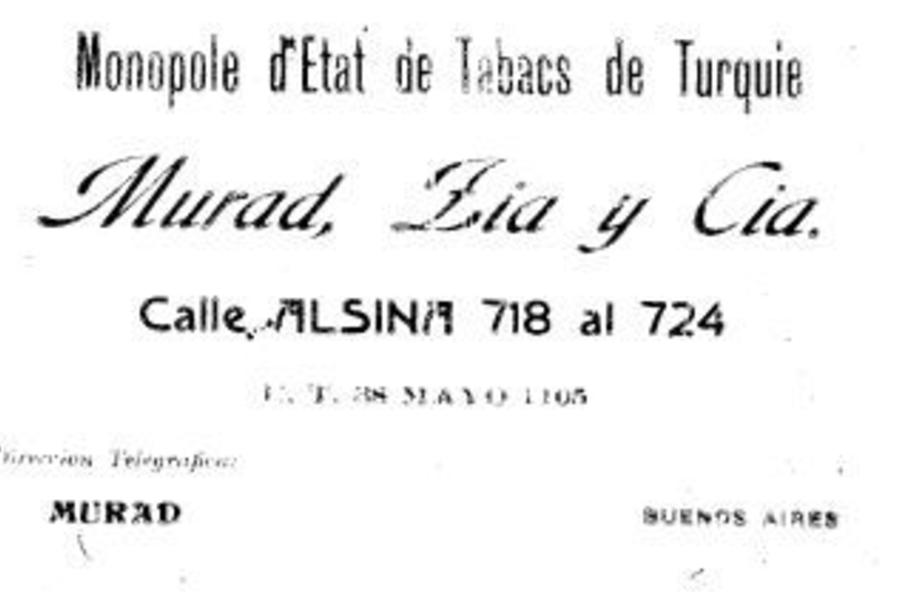 Monopole d'Etat de Tabacs de Turquie
Murad, Zia y Cia.
Calle ALSINA 718 al 724
U. T. 38 MAYO 1105
Direccion Telegrafica:
MURAD
BUENOS AIRES